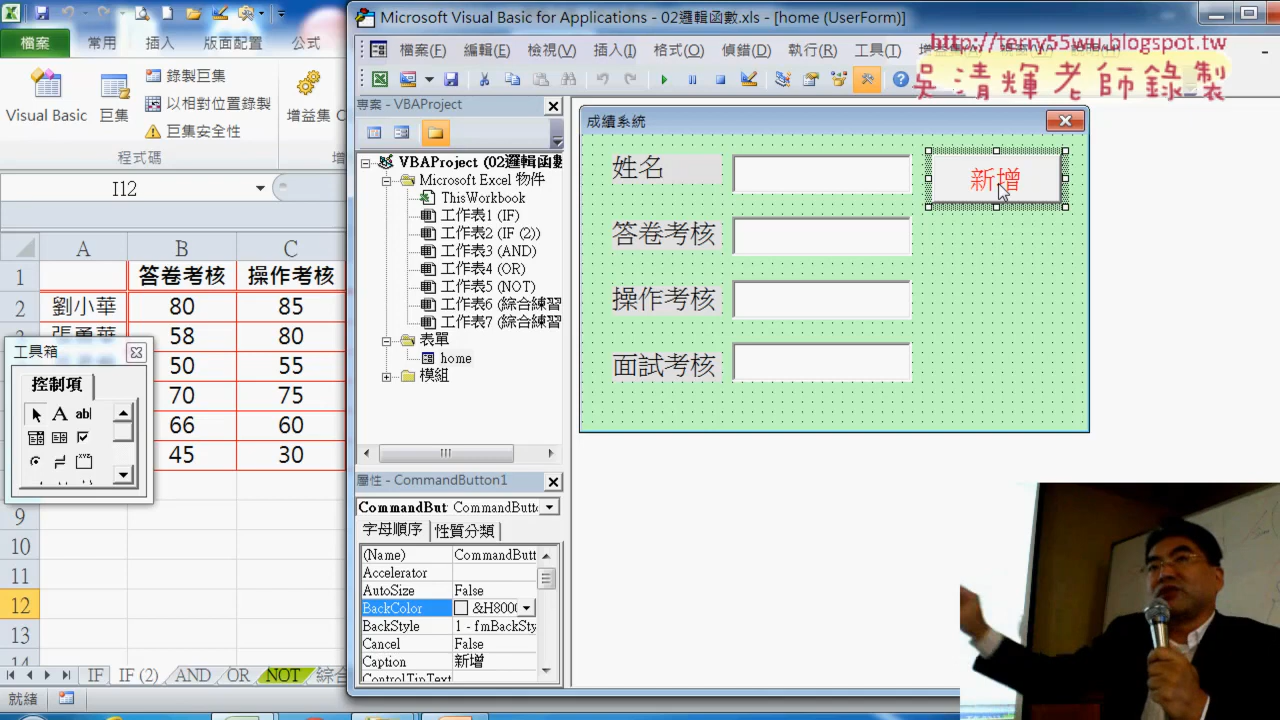 Microsoft Visual Basic for Applications - 02邏輯函數.xls - [home (UserForm)]
檔案 常用 插入 版面配置 公式
檔案(F) 編輯(E) 檢視(V) 插入(I) 格式(O) 偵錯(D) 執行(R) 工具(T)
http://terry55wu.blogspot.tw
吳清輝老師錄製
Visual Basic
巨集
錄製巨集
以相對位置錄製
巨集安全性
增益集
程式碼
專案 - VBAProject
VBAProject (02邏輯函數
Microsoft Excel 物件
ThisWorkbook
工作表1 (IF)
工作表2 (IF (2))
工作表3 (AND)
工作表4 (OR)
工作表5 (NOT)
工作表6 (綜合練習
工作表7 (綜合練習
表單
home
模組
I12
A B C
1 答卷考核 操作考核
2 劉小華 80 85
張勇華 58 80
50 55
70 75
66 60
45 30
9
10
11
12
13
14
工具箱
控制項
A ab|
成績系統
姓名
新增
答卷考核
操作考核
面試考核
屬性 - CommandButton1
CommandBut CommandButt
字母順序 性質分類
(Name) CommandButt
Accelerator
AutoSize False
BackColor &H800
BackStyle 1 - fmBackSty
Cancel False
Caption 新增
ControlTipText
IF IF (2) AND OR NOT 綜合
就緒